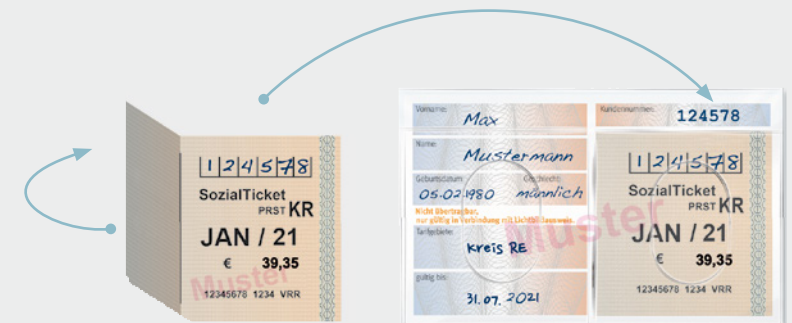 1 2 4 5 7 8
SozialTicket
PRST KR
JAN / 21
€ 39,35
Muster
12345678 1234 VRR
Vorname:
Max
Kundennummer:
124578
Name:
Mustermann
Geburtsdatum:
Geschlecht:
05.02.1980
männlich
Nicht übertragbar,
nur gültig in Verbindung mit Lichtbildausweis.
Tarifgebiete:
Kreis RE
gültig bis:
31.07.2021
1 2 4 5 7 8
SozialTicket
PRST KR
JAN / 21
€ 39,35
12345678 1234 VRR
Muster